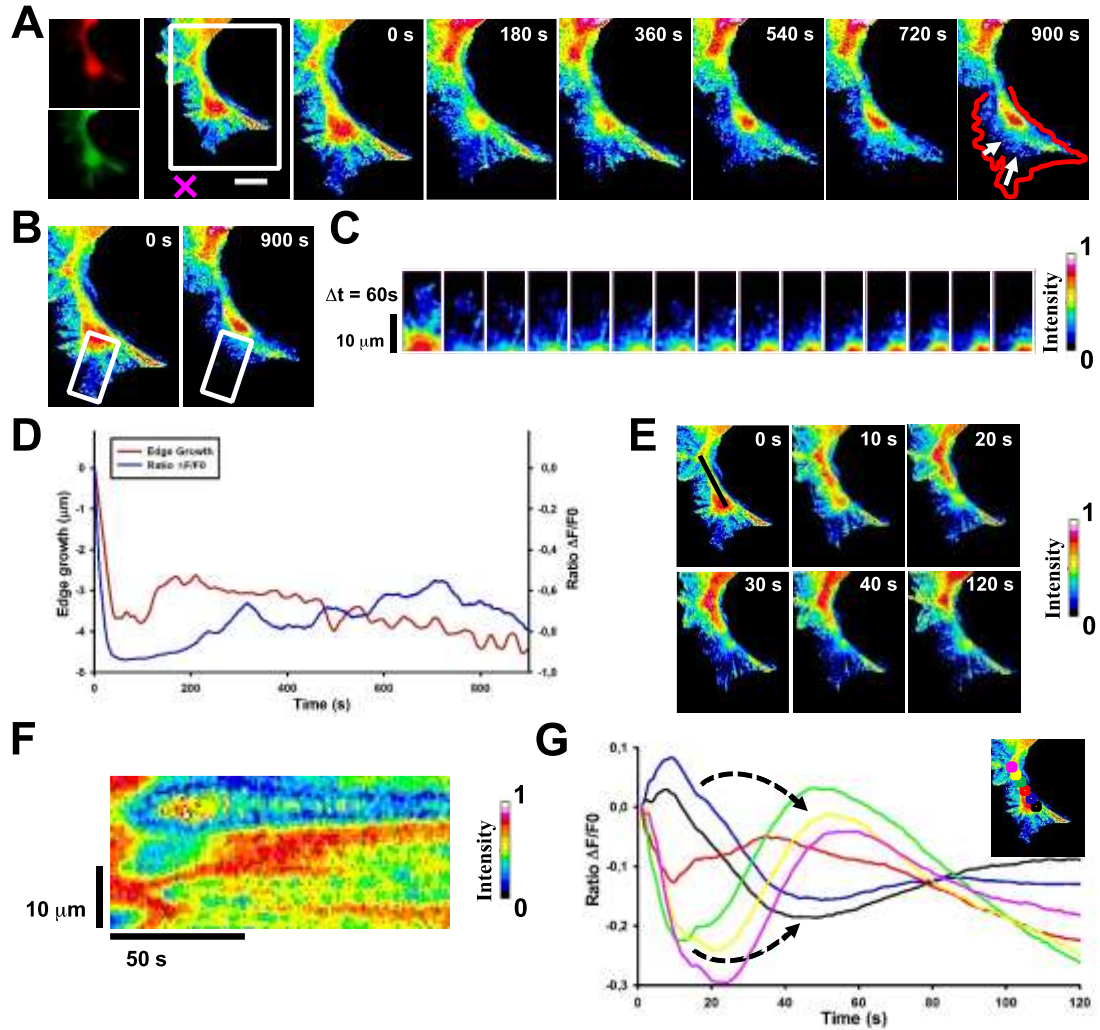 A
0 s
180 s
360 s
540 s
720 s
900 s
B
0 s
900 s
C
Δt = 60s
10 μm
Intensity
1
0
D
Edge Growth
Ratio ΔF/F0
0
-1
-2
-3
-4
-5
Edge growth (μm)
0,0
-0,2
-0,4
-0,6
-0,8
-1,0
Ratio ΔF/F0
0
200
400
600
800
Time (s)
E
0 s
10 s
20 s
30 s
40 s
120 s
Intensity
1
0
F
10 μm
50 s
Intensity
1
0
G
0,1
0,0
-0,1
-0,2
-0,3
Ratio ΔF/F0
0
20
40
60
80
100
120
Time (s)